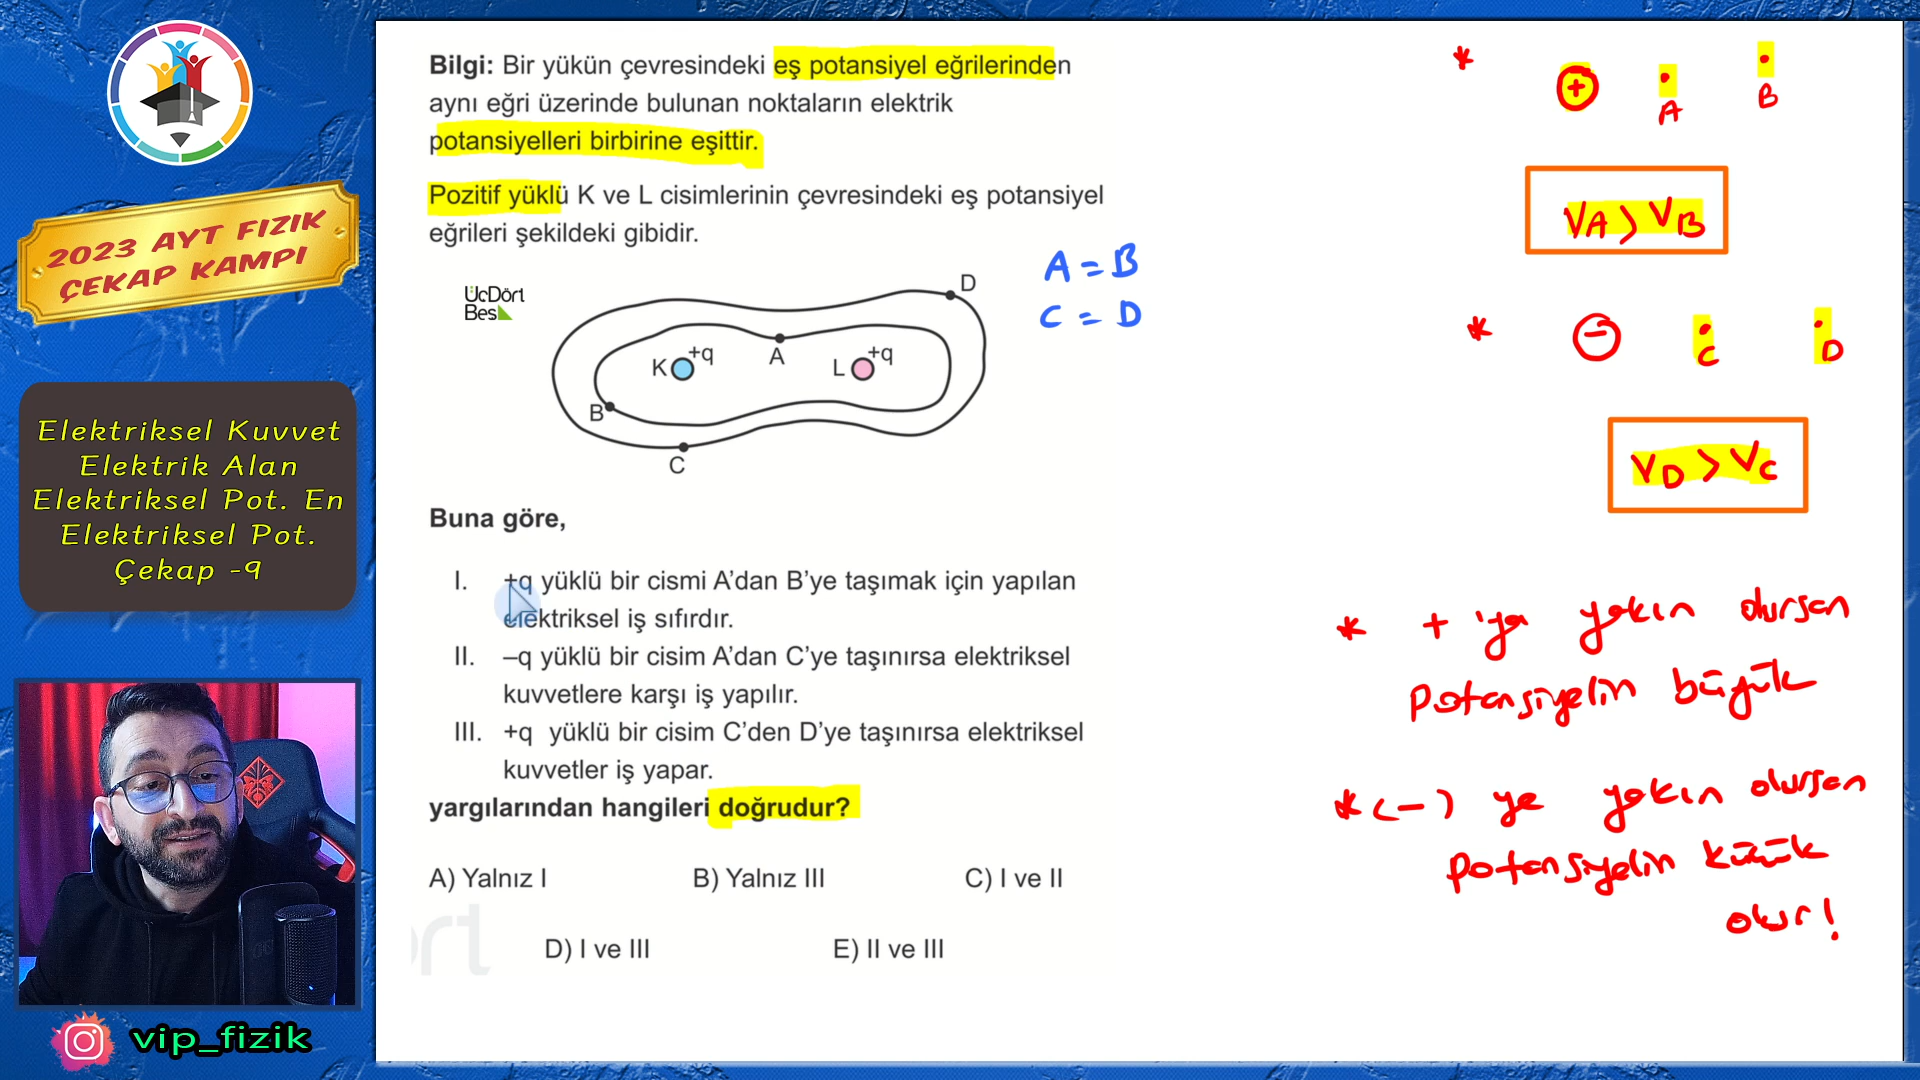 2023 AYT FIZIK
ÇEKAP KAMPI
Elektriksel Kuvvet
Elektrik Alan
Elektriksel Pot. En
Elektriksel Pot.
Çekap -9
vip_fizik
Bilgi: Bir yükün çevresindeki eş potansiyel eğrilerinden
aynı eğri üzerinde bulunan noktaların elektrik
potansiyelleri birbirine eşittir.
Pozitif yüklü K ve L cisimlerinin çevresindeki eş potansiyel
eğrileri şekildeki gibidir.
A = B
C = D
ÜcDört
Bes
D
K +q
A
L +q
B
C
Buna göre,
I. +q yüklü bir cismi A’dan B’ye taşımak için yapılan
elektriksel iş sıfırdır.
II. –q yüklü bir cisim A’dan C’ye taşınırsa elektriksel
kuvvetlere karşı iş yapılır.
III. +q yüklü bir cisim C’den D’ye taşınırsa elektriksel
kuvvetler iş yapar.
yargılarından hangileri doğrudur?
A) Yalnız I B) Yalnız III C) I ve II
D) I ve III E) II ve III
* + A B
VA > VB
* - C D
VD > VC
* + 'ya yakın olursan
Potansiyelin büyük
* (-) ye yakın olursan
Potansiyelin küçük
olur!